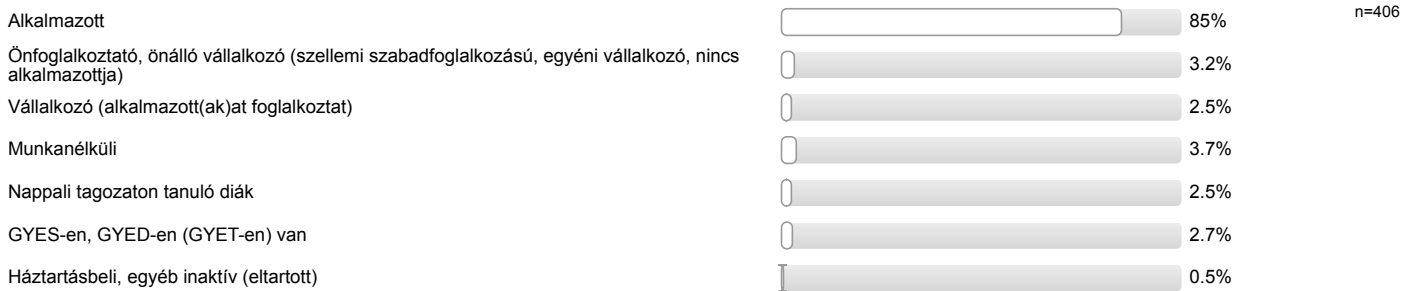 Alkalmazott 85% n=406
Önfoglalkoztató, önálló vállalkozó (szellemi szabadfoglalkozású, egyéni vállalkozó, nincs
alkalmazottja) 3.2%
Vállalkozó (alkalmazott(ak)at foglalkoztat) 2.5%
Munkanélküli 3.7%
Nappali tagozaton tanuló diák 2.5%
GYES-en, GYED-en (GYET-en) van 2.7%
Háztartásbeli, egyéb inaktív (eltartott) 0.5%